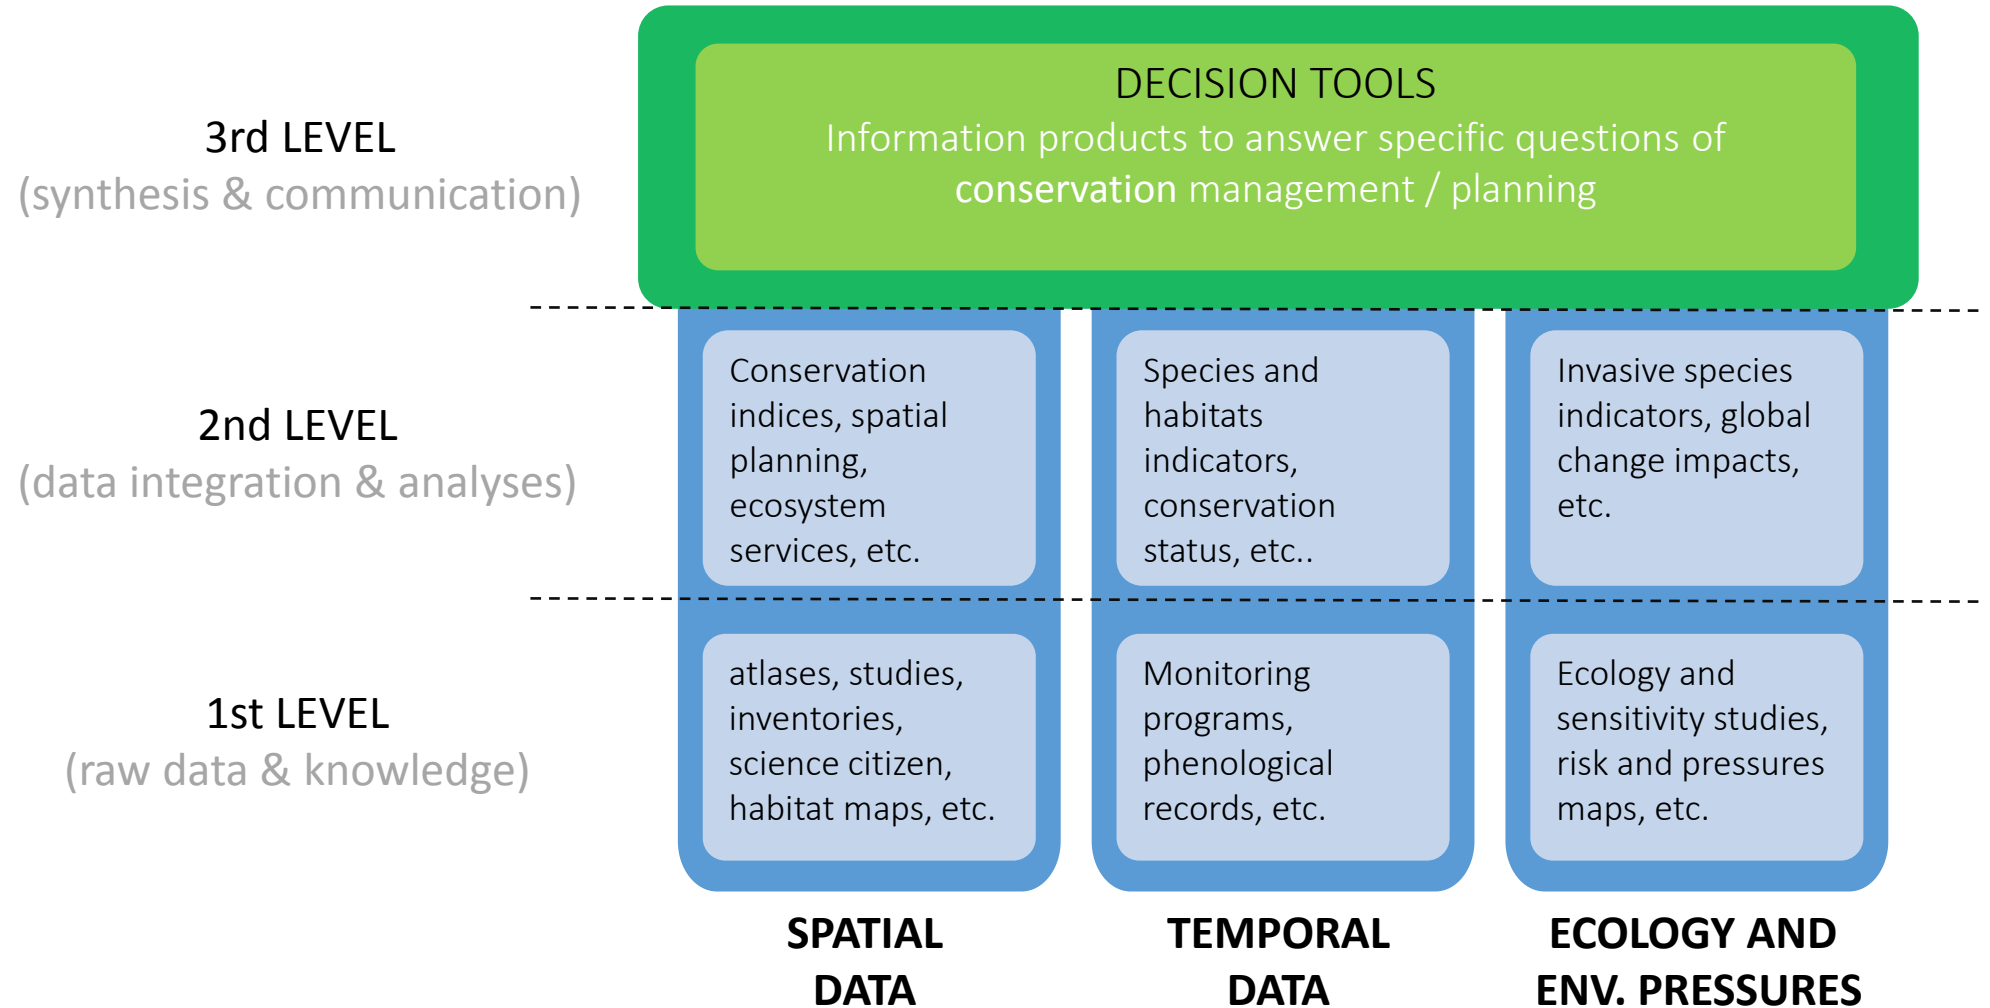 DECISION TOOLS
Information products to answer specific questions of
conservation management / planning
3rd LEVEL
(synthesis & communication)
2nd LEVEL
(data integration & analyses)
Conservation
indices, spatial
planning,
ecosystem
services, etc.
Species and
habitats
indicators,
conservation
status, etc..
Invasive species
indicators, global
change impacts,
etc.
1st LEVEL
(raw data & knowledge)
atlases, studies,
inventories,
science citizen,
habitat maps, etc.
Monitoring
programs,
phenological
records, etc.
Ecology and
sensitivity studies,
risk and pressures
maps, etc.
SPATIAL
DATA
TEMPORAL
DATA
ECOLOGY AND
ENV. PRESSURES